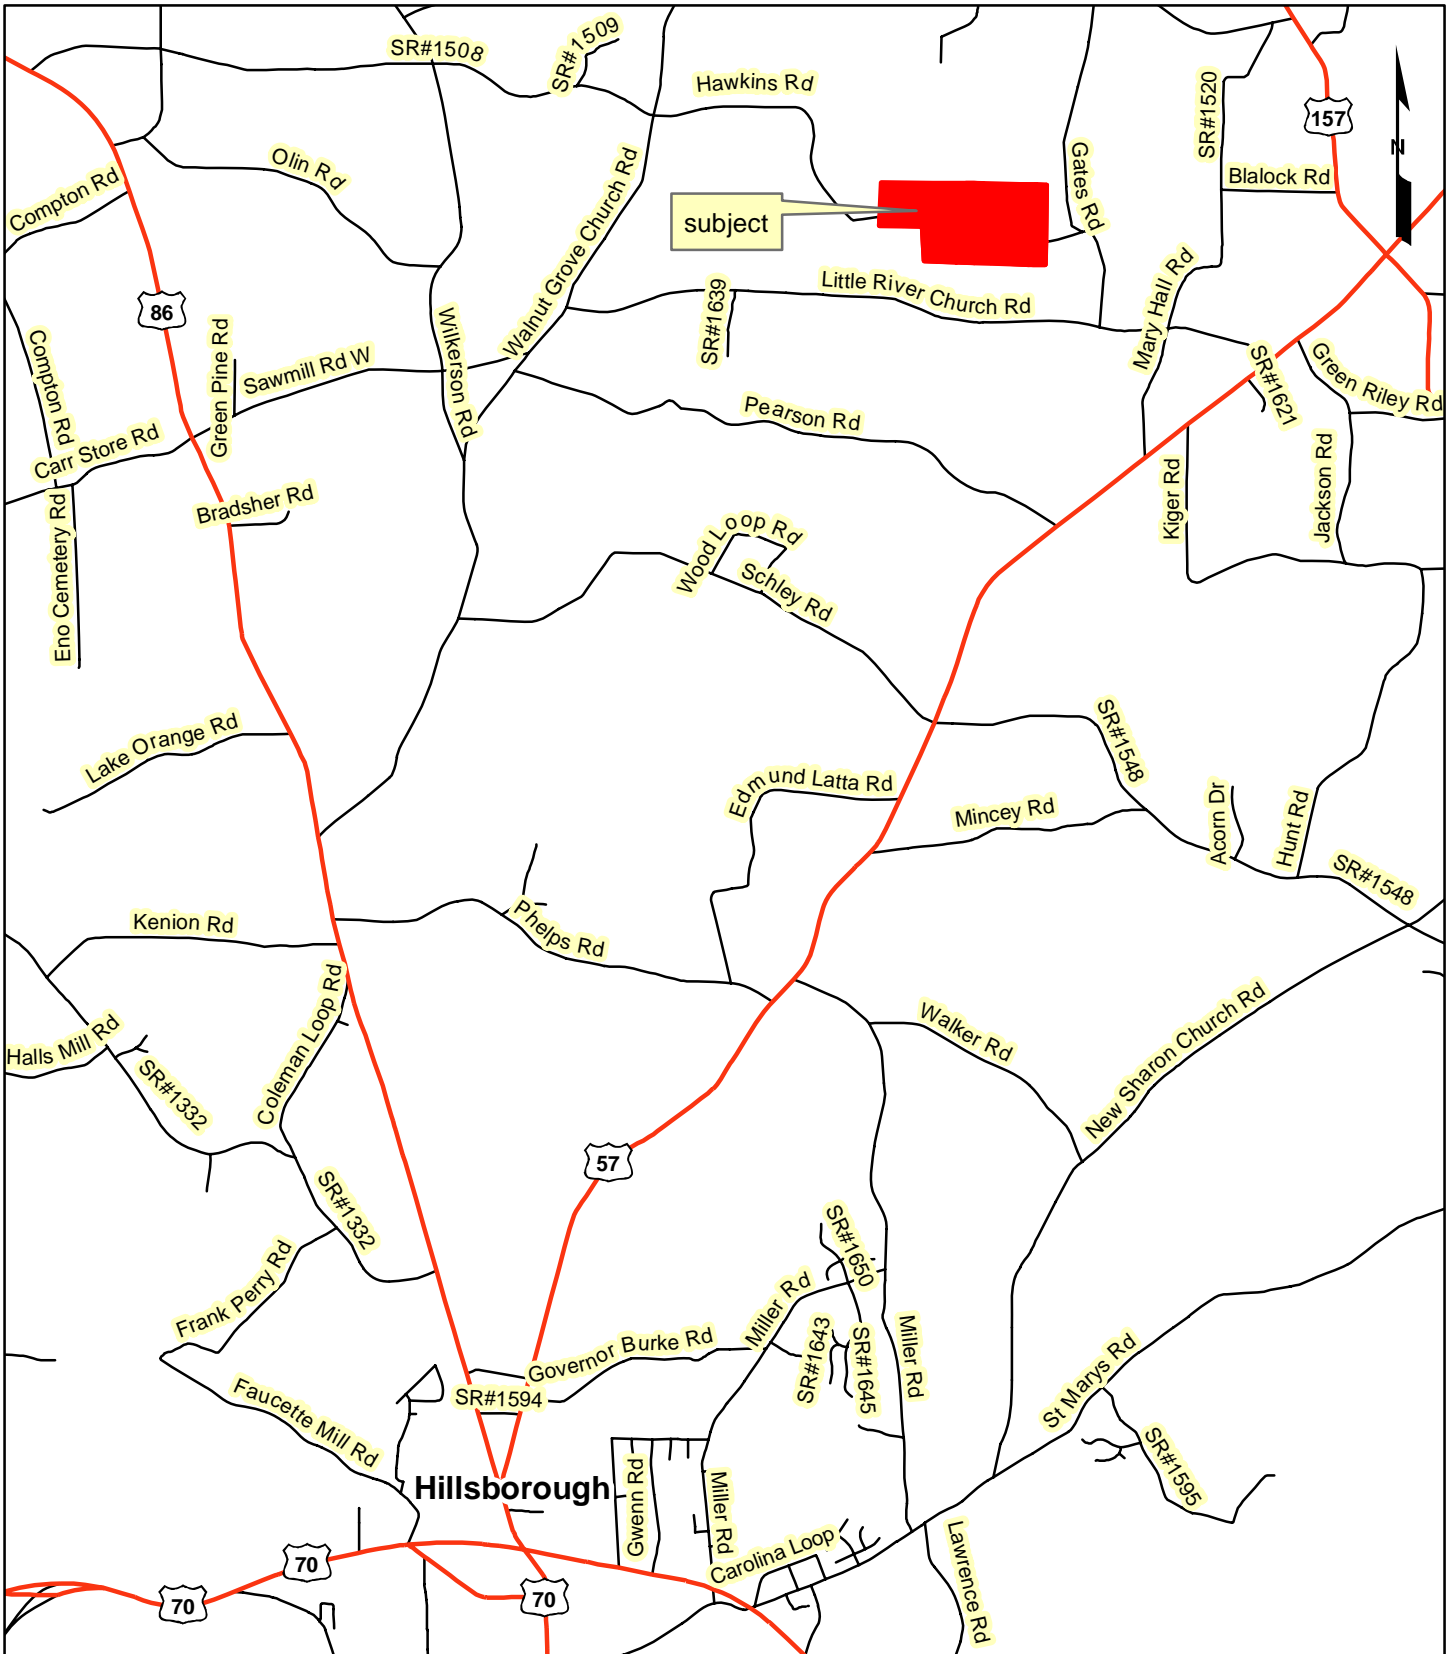 SR#1508
SR#1509
Hawkins Rd
SR#1520
157
N
Olin Rd
Compton Rd
Walnut Grove Church Rd
Gates Rd
Blalock Rd
subject
86
SR#1639
Little River Church Rd
Mary Hall Rd
Compton Rd
Green Pine Rd
Sawmill Rd W
Wilkerson Rd
SR#1621
Green Riley Rd
Carr Store Rd
Pearson Rd
Kiger Rd
Jackson Rd
Bradsher Rd
Eno Cemetery Rd
Wood Loop Rd
Schley Rd
Lake Orange Rd
SR#1548
Edmund Latta Rd
Mincey Rd
Acorn Dr
Hunt Rd
SR#1548
Kenion Rd
Phelps Rd
Halls Mill Rd
Coleman Loop Rd
Walker Rd
New Sharon Church Rd
SR#1332
57
SR#1332
SR#1650
Frank Perry Rd
Miller Rd
Governor Burke Rd
SR#1643
SR#1645
Miller Rd
SR#1594
St Marys Rd
Faucette Mill Rd
SR#1595
Hillsborough
Gwenn Rd
Miller Rd
Carolina Loop
Lawrence Rd
70
70
70